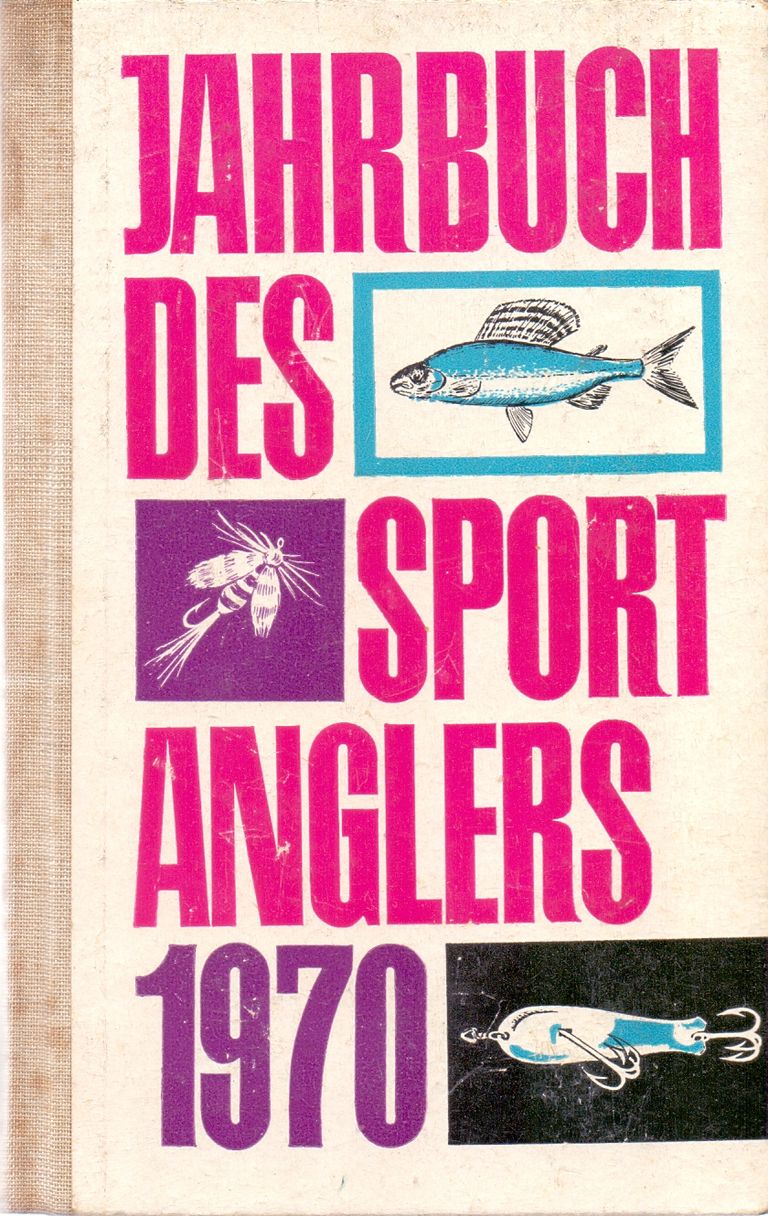 JAHRBUCH
DES
SPORT
ANGLERS
1970